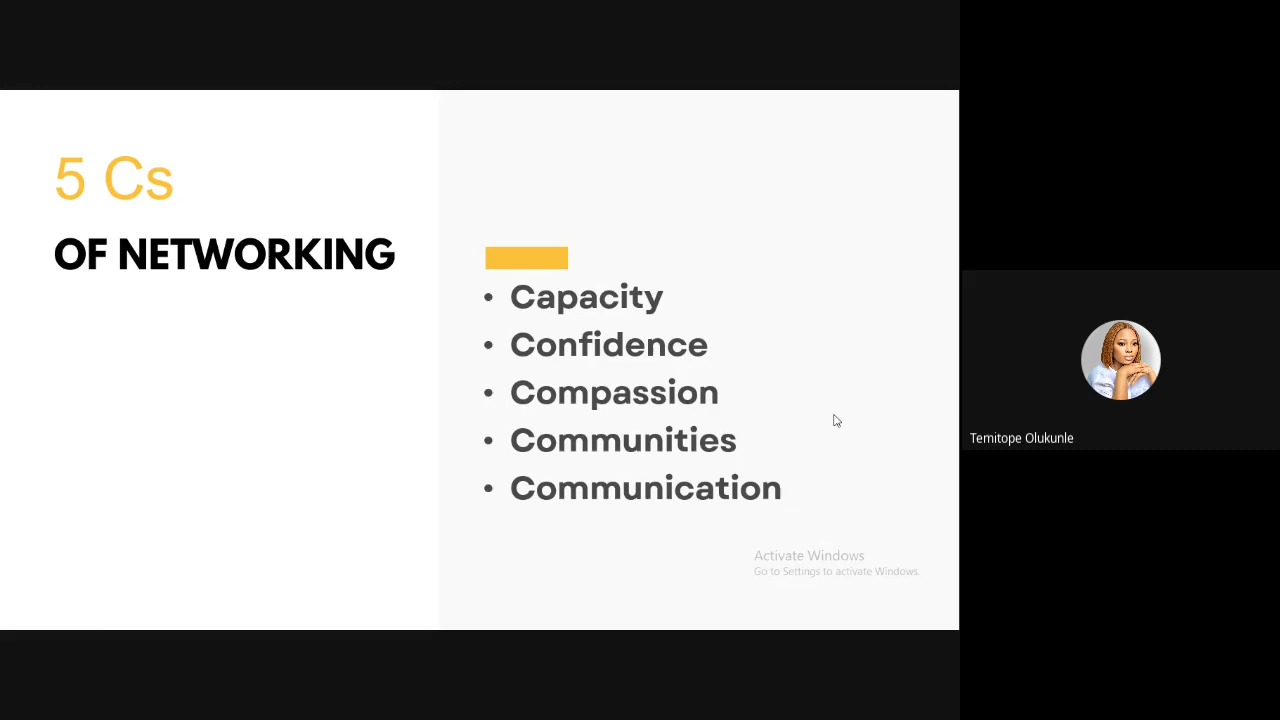 5 Cs
OF NETWORKING
• Capacity
• Confidence
• Compassion
• Communities
• Communication
Activate Windows
Go to Settings to activate Windows.
Temitope Olukunle